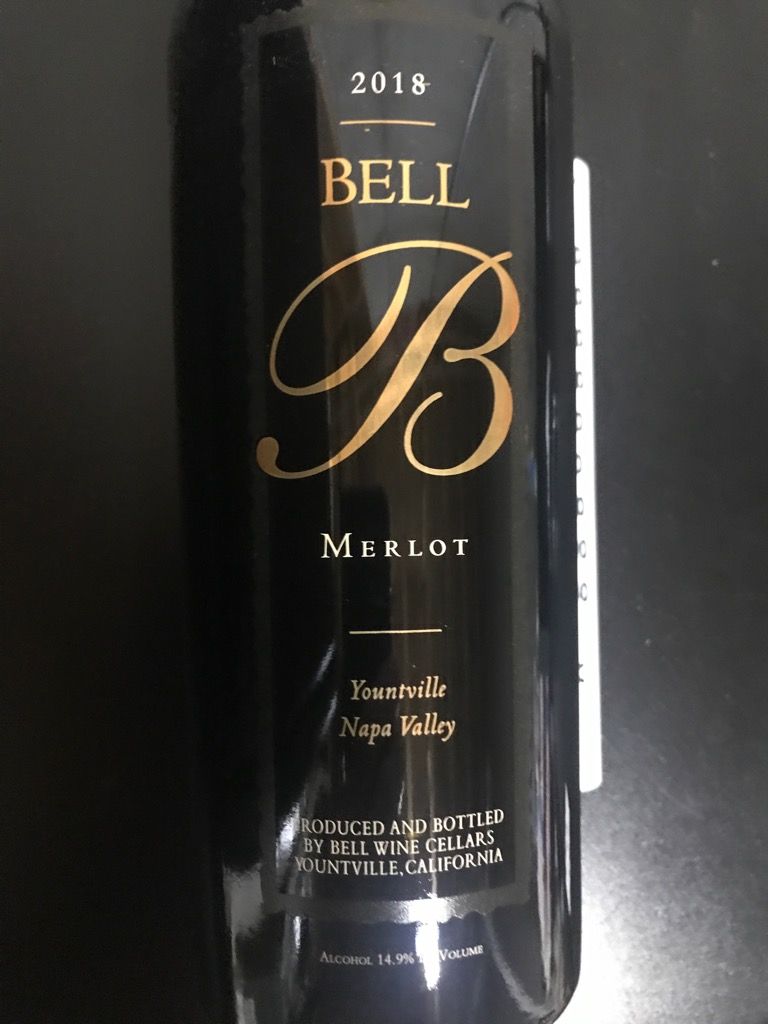 2018
BELL
B
MERLOT
Yountville
Napa Valley
RODUCED AND BOTTLED
BY BELL WINE CELLARS
YOUNTVILLE, CALIFORNIA
ALCOHOL 14.9% VOLUME